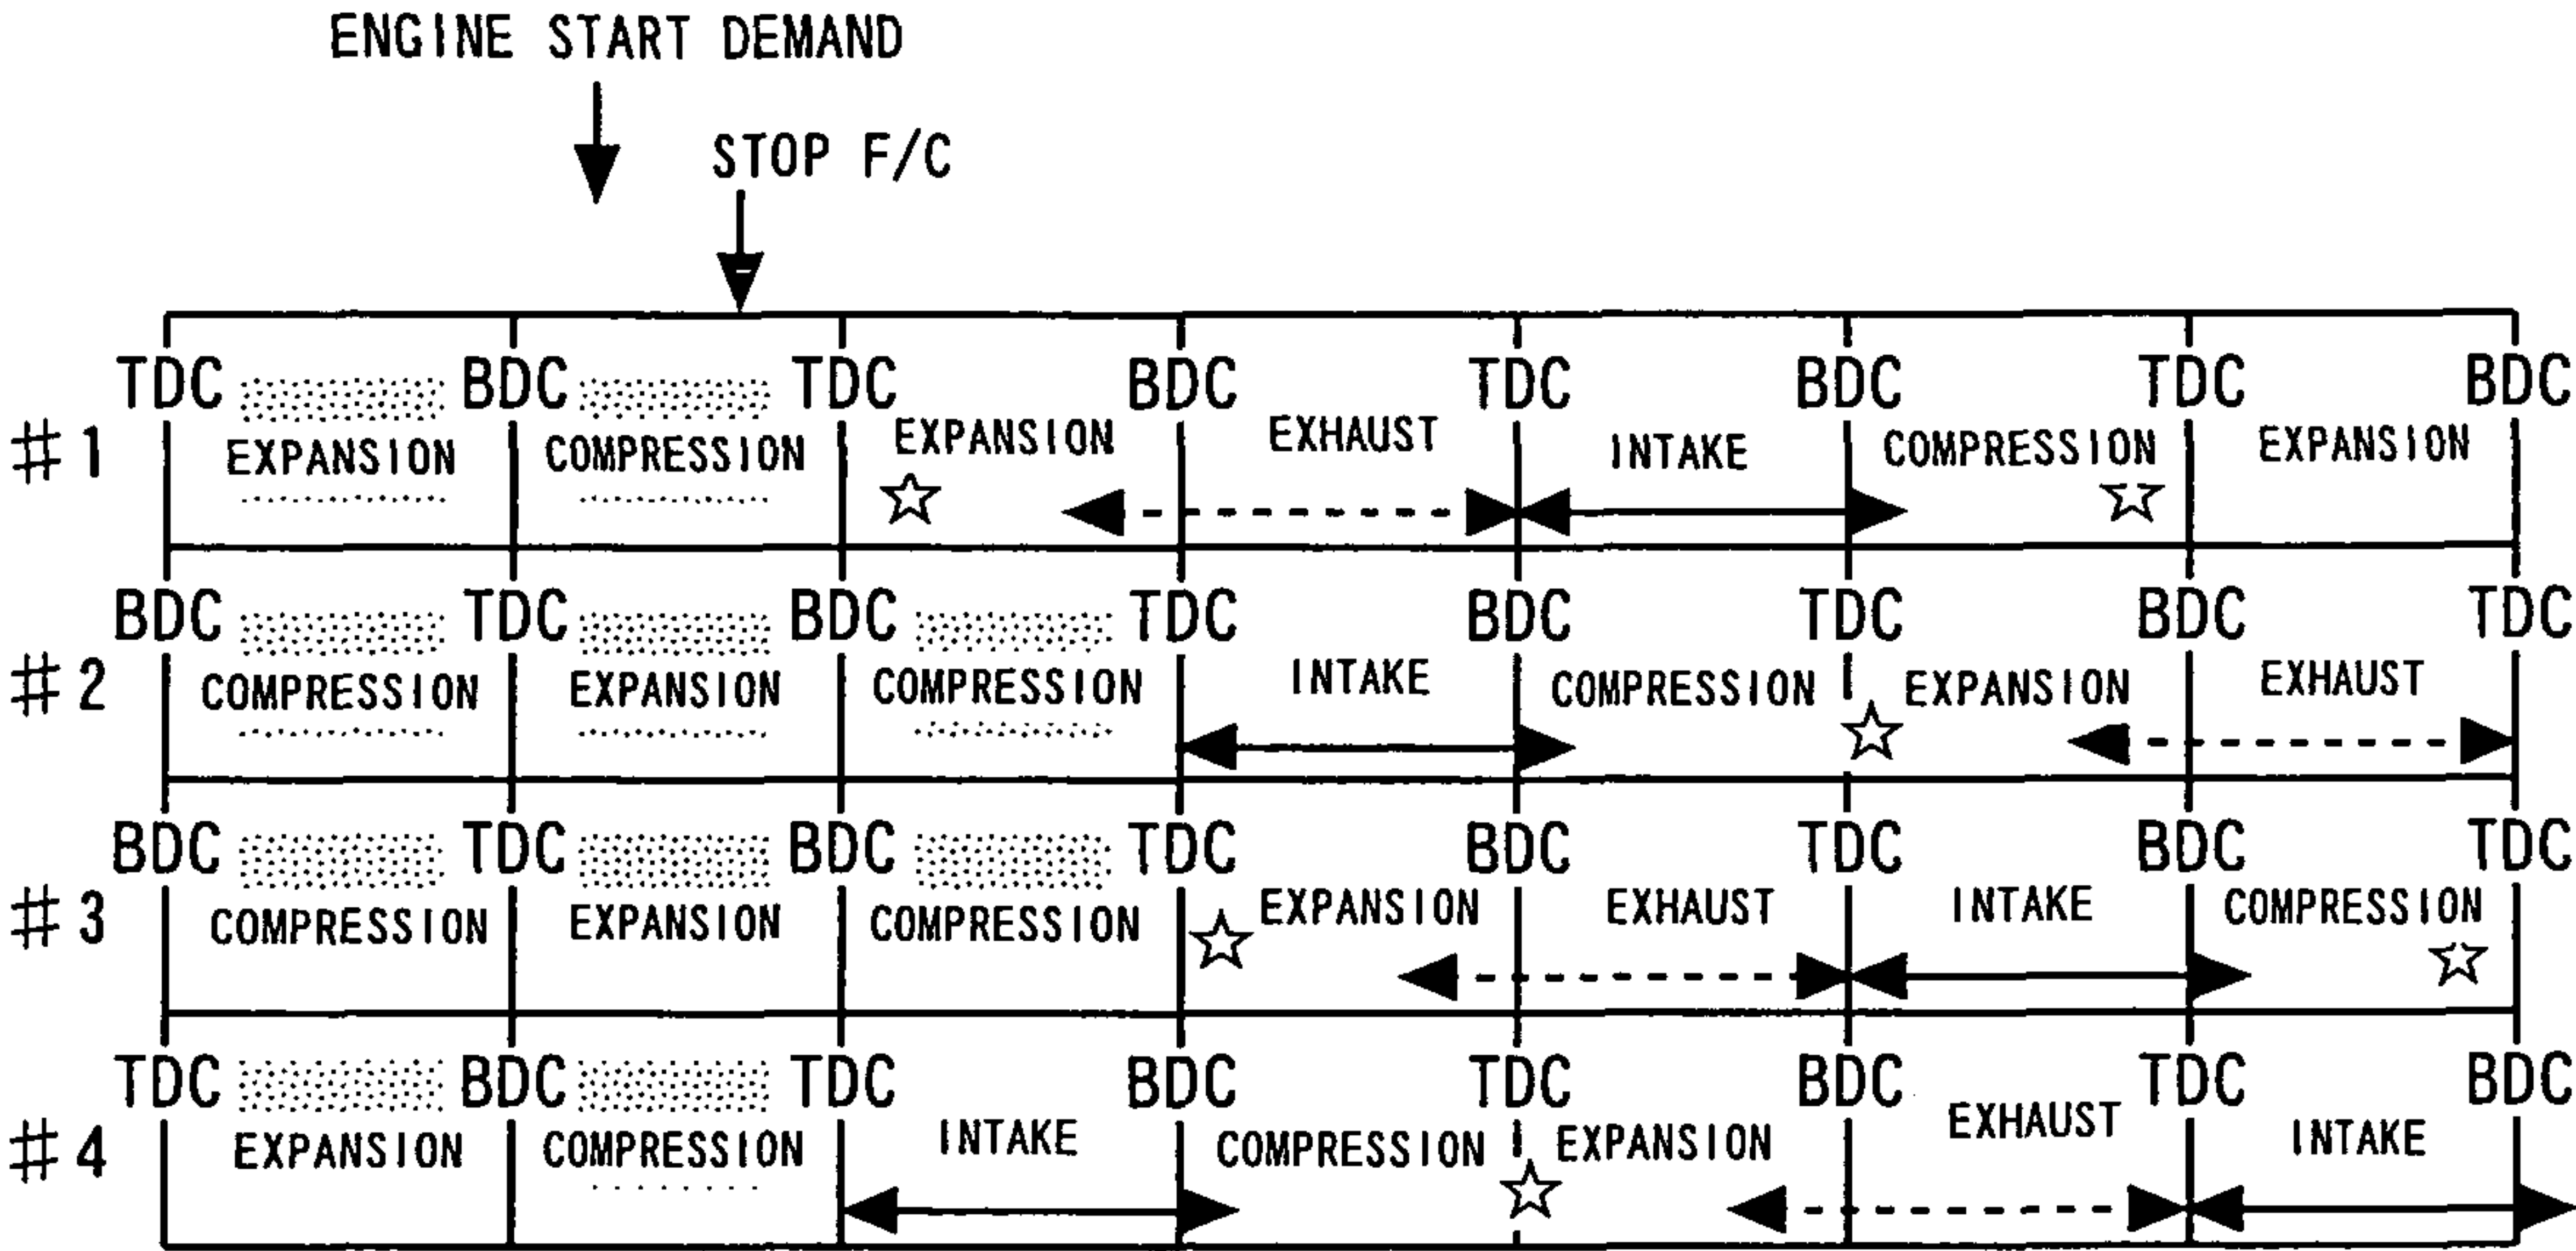 ENGINE START DEMAND
STOP F/C
TDC BDC TDC BDC TDC BDC TDC BDC
#1 EXPANSION COMPRESSION EXPANSION EXHAUST INTAKE COMPRESSION EXPANSION
BDC TDC BDC TDC BDC TDC BDC TDC
#2 COMPRESSION EXPANSION COMPRESSION INTAKE COMPRESSION EXPANSION EXHAUST
BDC TDC BDC TDC BDC TDC BDC TDC
#3 COMPRESSION EXPANSION COMPRESSION EXPANSION EXHAUST INTAKE COMPRESSION
TDC BDC TDC BDC TDC BDC TDC BDC
#4 EXPANSION COMPRESSION INTAKE COMPRESSION EXPANSION EXHAUST INTAKE